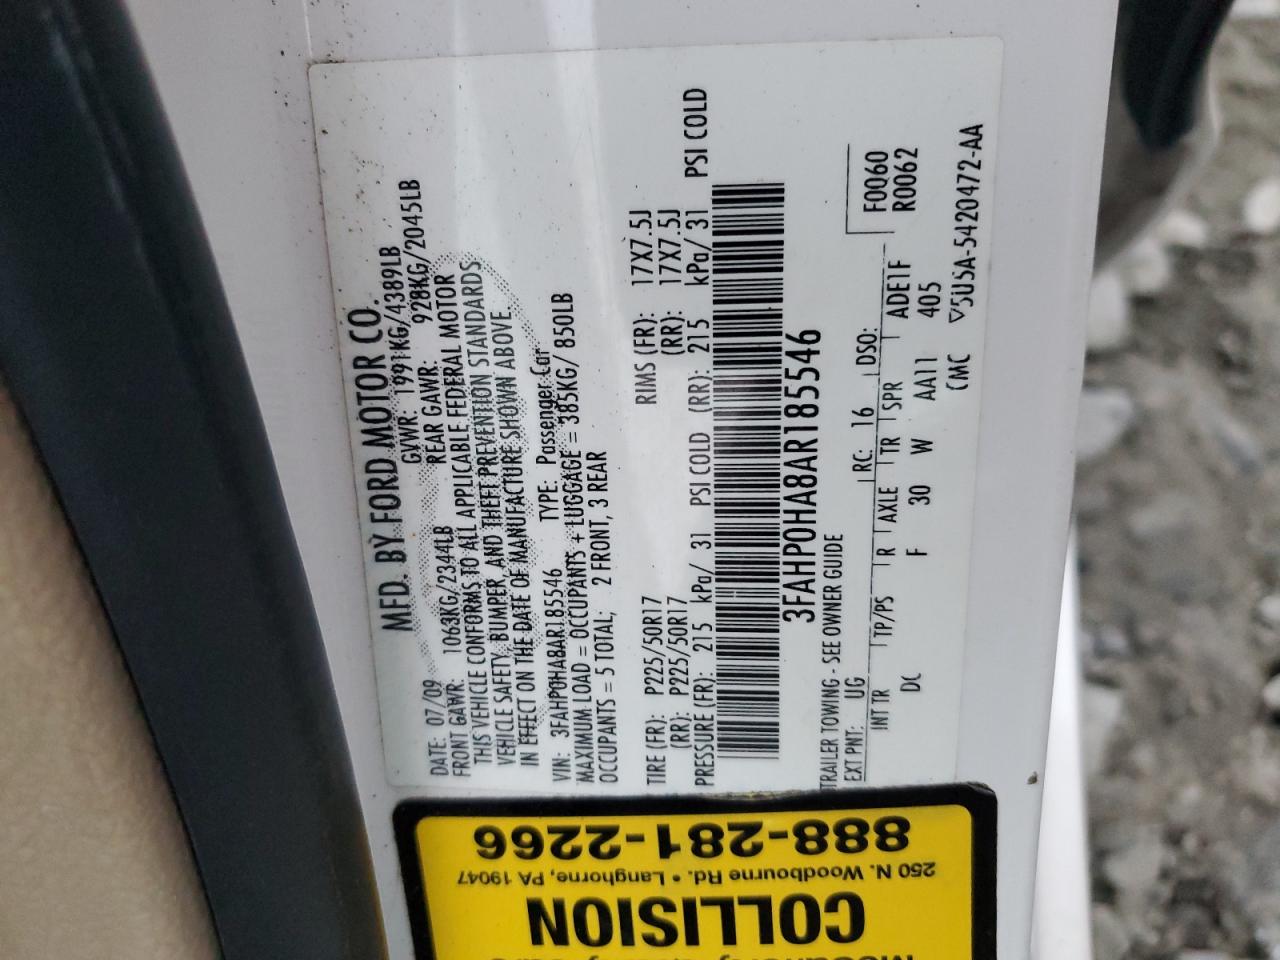 MFD. BY FORD MOTOR CO.
DATE: 07/09 GVWR: 1991KG/4389LB
FRONT GAWR: 1063KG/2344LB REAR GAWR: 928KG/2045LB
THIS VEHICLE CONFORMS TO ALL APPLICABLE FEDERAL MOTOR
VEHICLE SAFETY, BUMPER, AND THEFT PREVENTION STANDARDS
IN EFFECT ON THE DATE OF MANUFACTURE SHOWN ABOVE.
VIN: 3FAHP0HA8AR185546 TYPE: Passenger Car
MAXIMUM LOAD = OCCUPANTS + LUGGAGE = 385KG/ 850LB
OCCUPANTS = 5 TOTAL; 2 FRONT, 3 REAR
TIRE (FR): P225/50R17 RIMS (FR): 17X7.5J
(RR): P225/50R17 (RR): 17X7.5J
PRESSURE (FR): 215 kPa/ 31 PSI COLD (RR): 215 kPa/ 31 PSI COLD
3FAHP0HA8AR185546
TRAILER TOWING - SEE OWNER GUIDE
EXT PNT: UG RC: 16 DSO: F0060
R0062
INT TR TP/PS R AXLE TR SPR ADE1F
DC F 30 W AA11 405
CMC ▽5U5A-5420472-AA
888-281-2266
250 N. Woodbourne Rd. • Langhorne, PA 19047
COLLISION